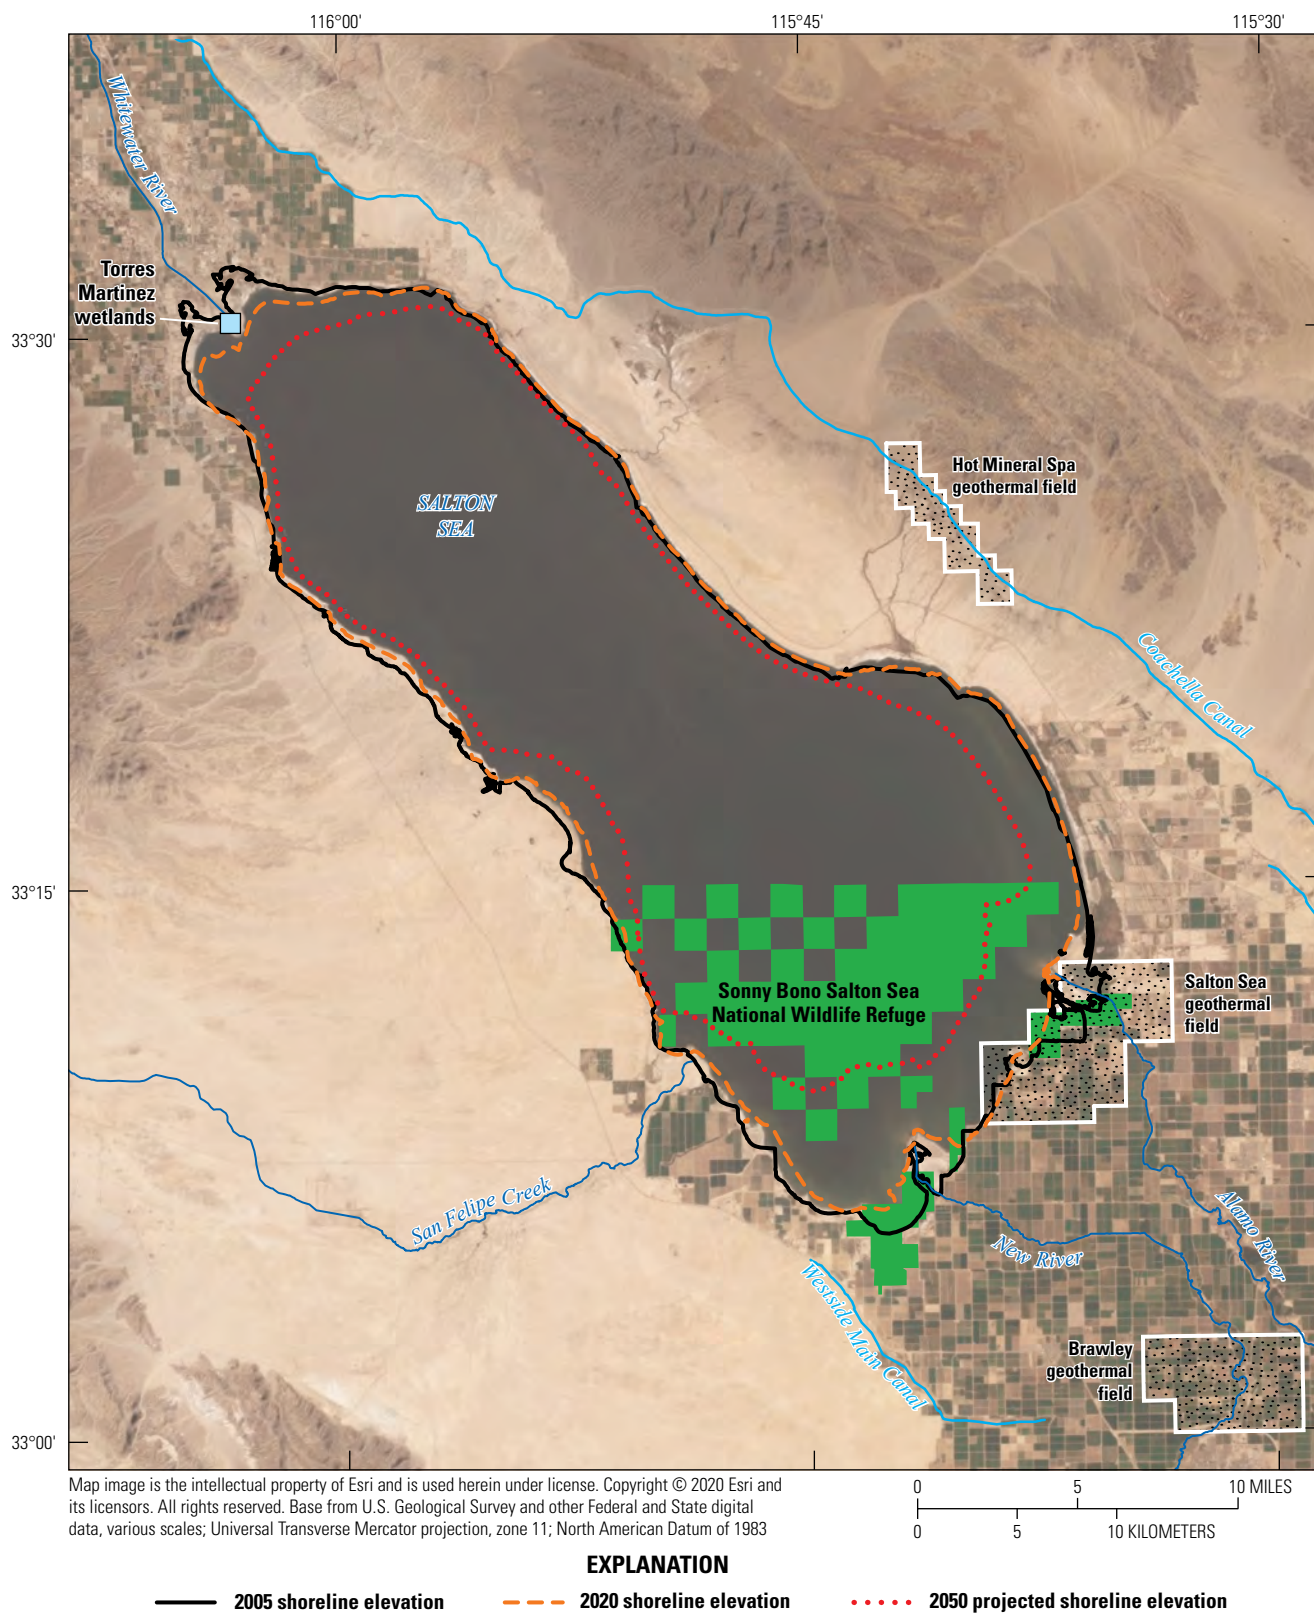 116°00'
115°45'
115°30'
Whitewater River
Torres
Martinez
wetlands
33°30'
Hot Mineral Spa
geothermal field
SALTON
SEA
Coachella Canal
33°15'
Sonny Bono Salton Sea
National Wildlife Refuge
Salton Sea
geothermal
field
San Felipe Creek
Alamo River
New River
Westside Main Canal
Brawley
geothermal
field
33°00'
Map image is the intellectual property of Esri and is used herein under license. Copyright © 2020 Esri and
its licensors. All rights reserved. Base from U.S. Geological Survey and other Federal and State digital
data, various scales; Universal Transverse Mercator projection, zone 11; North American Datum of 1983
0 5 10 MILES
0 5 10 KILOMETERS
EXPLANATION
2005 shoreline elevation
2020 shoreline elevation
2050 projected shoreline elevation